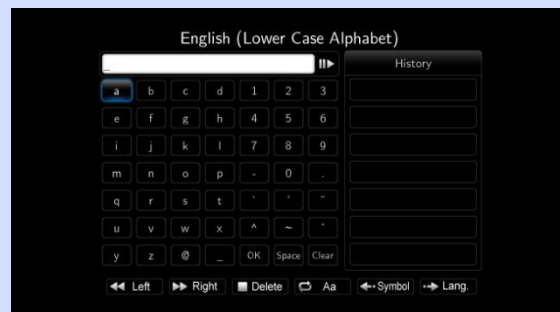 English (Lower Case Alphabet)
_
History
a b c d 1 2 3
e f g h 4 5 6
i j k l 7 8 9
m n o p - 0 .
q r s t
u v w x ^ ~
y z @ _ OK Space Clear
Left Right Delete Aa Symbol Lang.